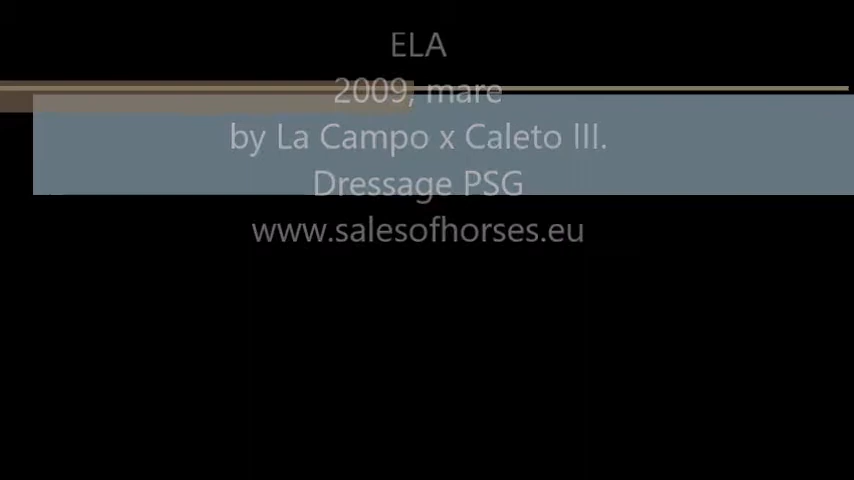 ELA
2009, mare
by La Campo x Caleto III.
Dressage PSG
www.salesofhorses.eu